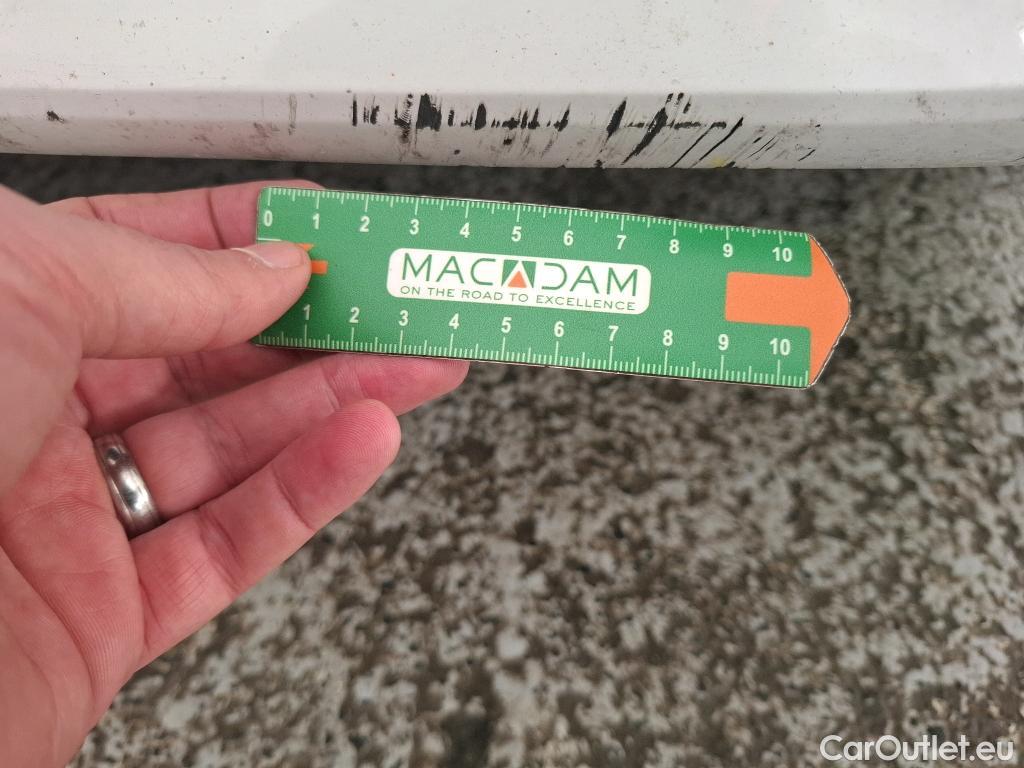 0 1 2 3 4 5 6 7 8 9 10
MACADAM
ON THE ROAD TO EXCELLENCE
1 2 3 4 5 6 7 8 9 10
CarOutlet.eu